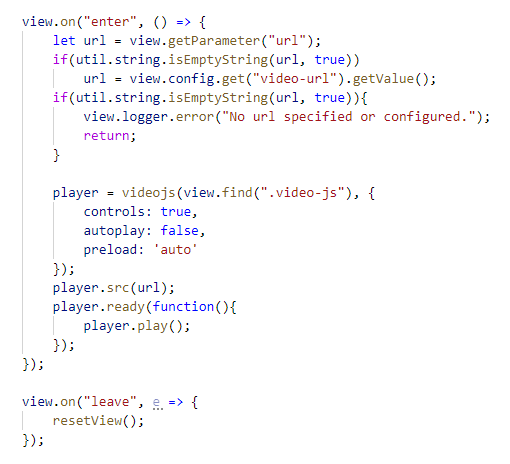 view.on("enter", () => {
    let url = view.getParameter("url");
    if(util.string.isEmptyString(url, true))
        url = view.config.get("video-url").getValue();
    if(util.string.isEmptyString(url, true)){
        view.logger.error("No url specified or configured.");
        return;
    }

    player = videojs(view.find(".video-js"), {
        controls: true,
        autoplay: false,
        preload: 'auto'
    });
    player.src(url);
    player.ready(function(){
        player.play();
    });
});

view.on("leave", e => {
    resetView();
});